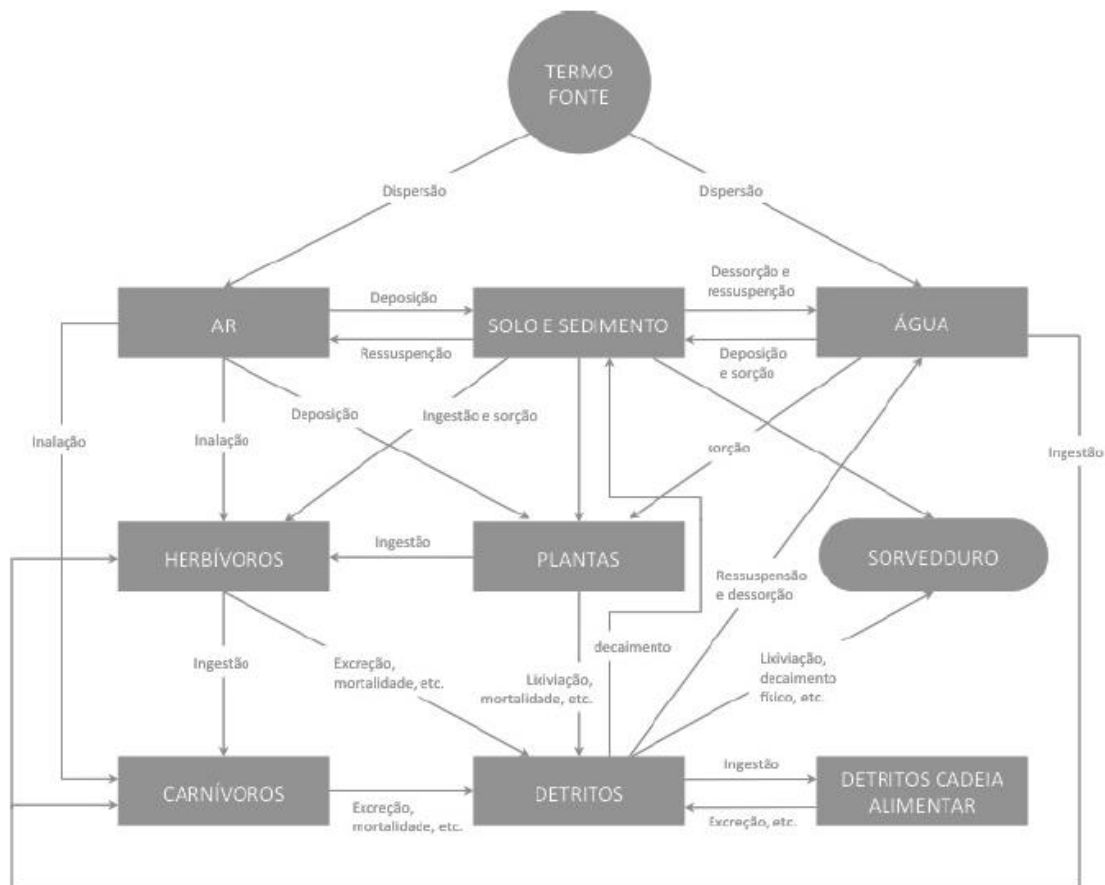 TERMO
FONTE
Dispersão
Dispersão
Deposição
Dessorção e
ressuspenção
AR
SOLO E SEDIMENTO
ÁGUA
Ressuspenção
Deposição
e sorção
Deposição
Ingestão e sorção
Inalação
Inalação
sorção
Ingestão
HERBÍVOROS
Ingestão
PLANTAS
SORVEDDURO
Ressuspensão
e dessorção
Ingestão
Excreção,
mortalidade, etc.
Lixiviação,
mortalidade, etc.
decaimento
Lixiviação,
decaimento
físico, etc.
CARNÍVOROS
DETRITOS
Ingestão
DETRITOS CADEIA
ALIMENTAR
Excreção,
mortalidade, etc.
Excreção, etc.